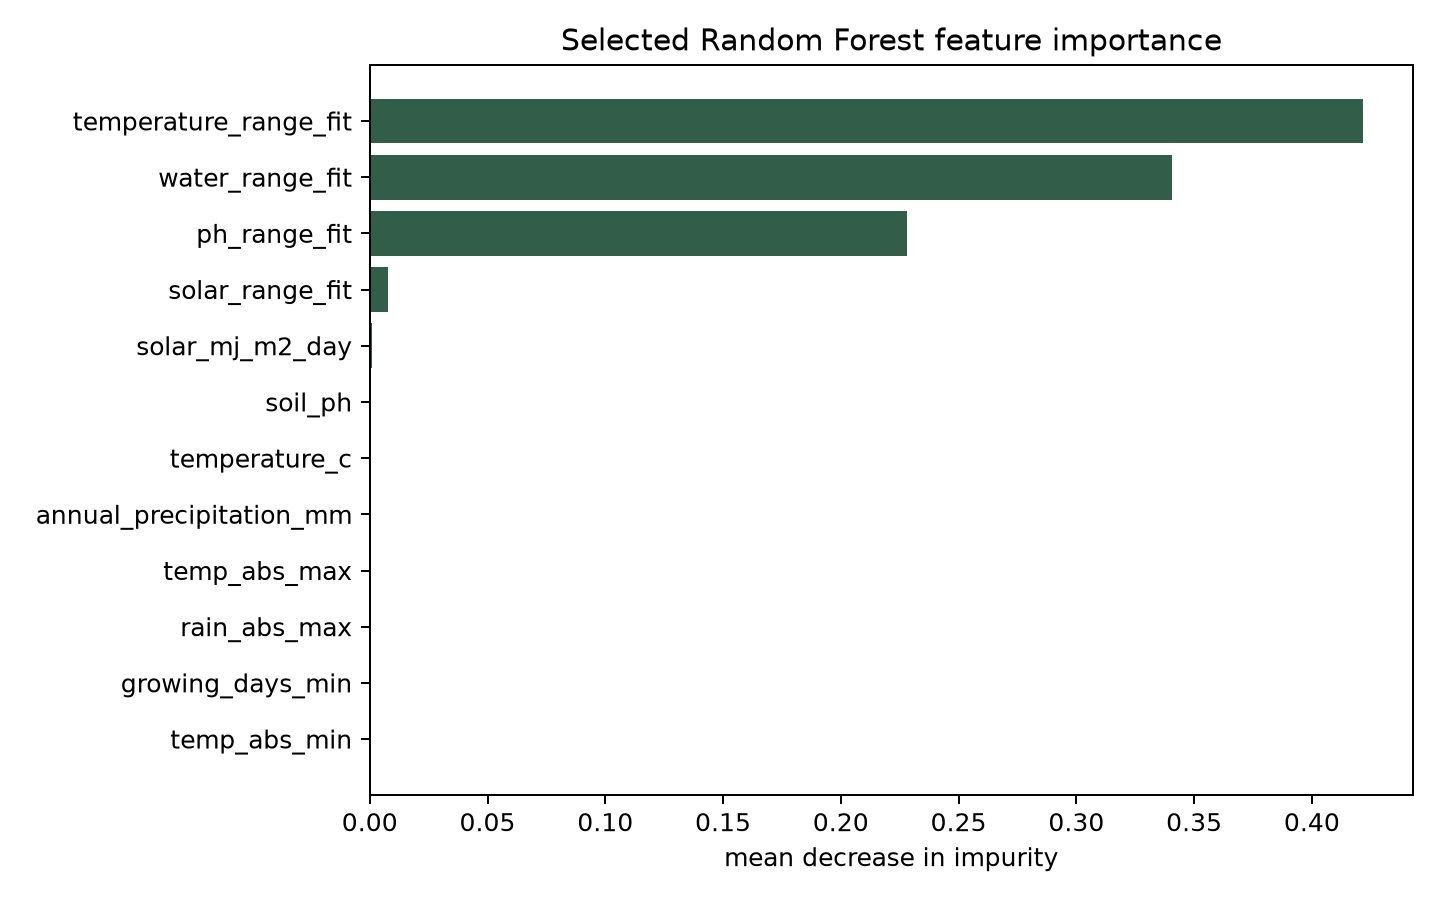 Selected Random Forest feature importance
temperature_range_fit
water_range_fit
ph_range_fit
solar_range_fit
solar_mj_m2_day
soil_ph
temperature_c
annual_precipitation_mm
temp_abs_max
rain_abs_max
growing_days_min
temp_abs_min
0.00 0.05 0.10 0.15 0.20 0.25 0.30 0.35 0.40
mean decrease in impurity